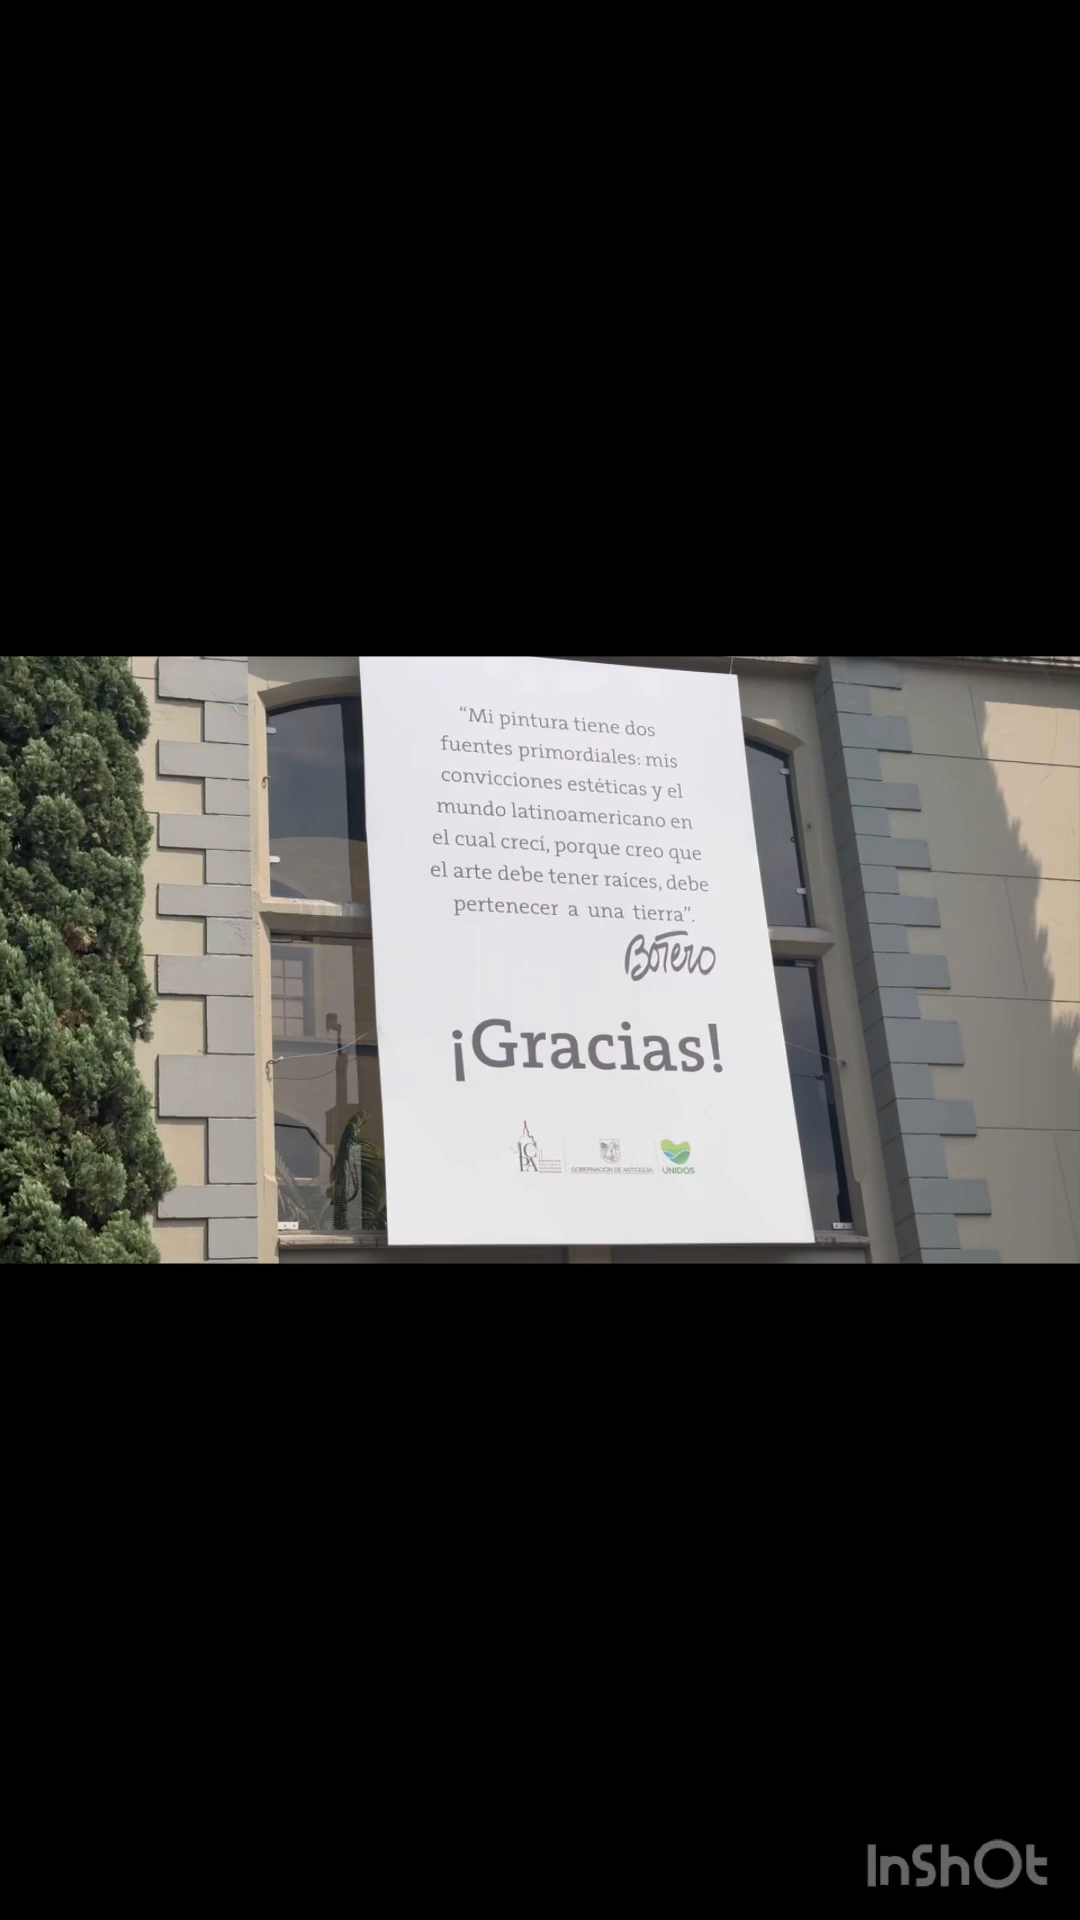 “Mi pintura tiene dos
fuentes primordiales: mis
convicciones estéticas y el
mundo latinoamericano en
el cual crecí, porque creo que
el arte debe tener raíces, debe
pertenecer a una tierra”.
Botero
¡Gracias!
ICPA
GOBERNACIÓN DE ANTIOQUIA
UNIDOS
InShOt